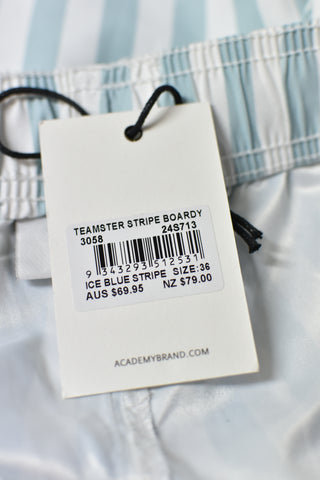 TEAMSTER STRIPE BOARDY
3058 24S713
9 343293 512531
ICE BLUE STRIPE SIZE:36
AUS $69.95 NZ $79.00
ACADEMYBRAND.COM